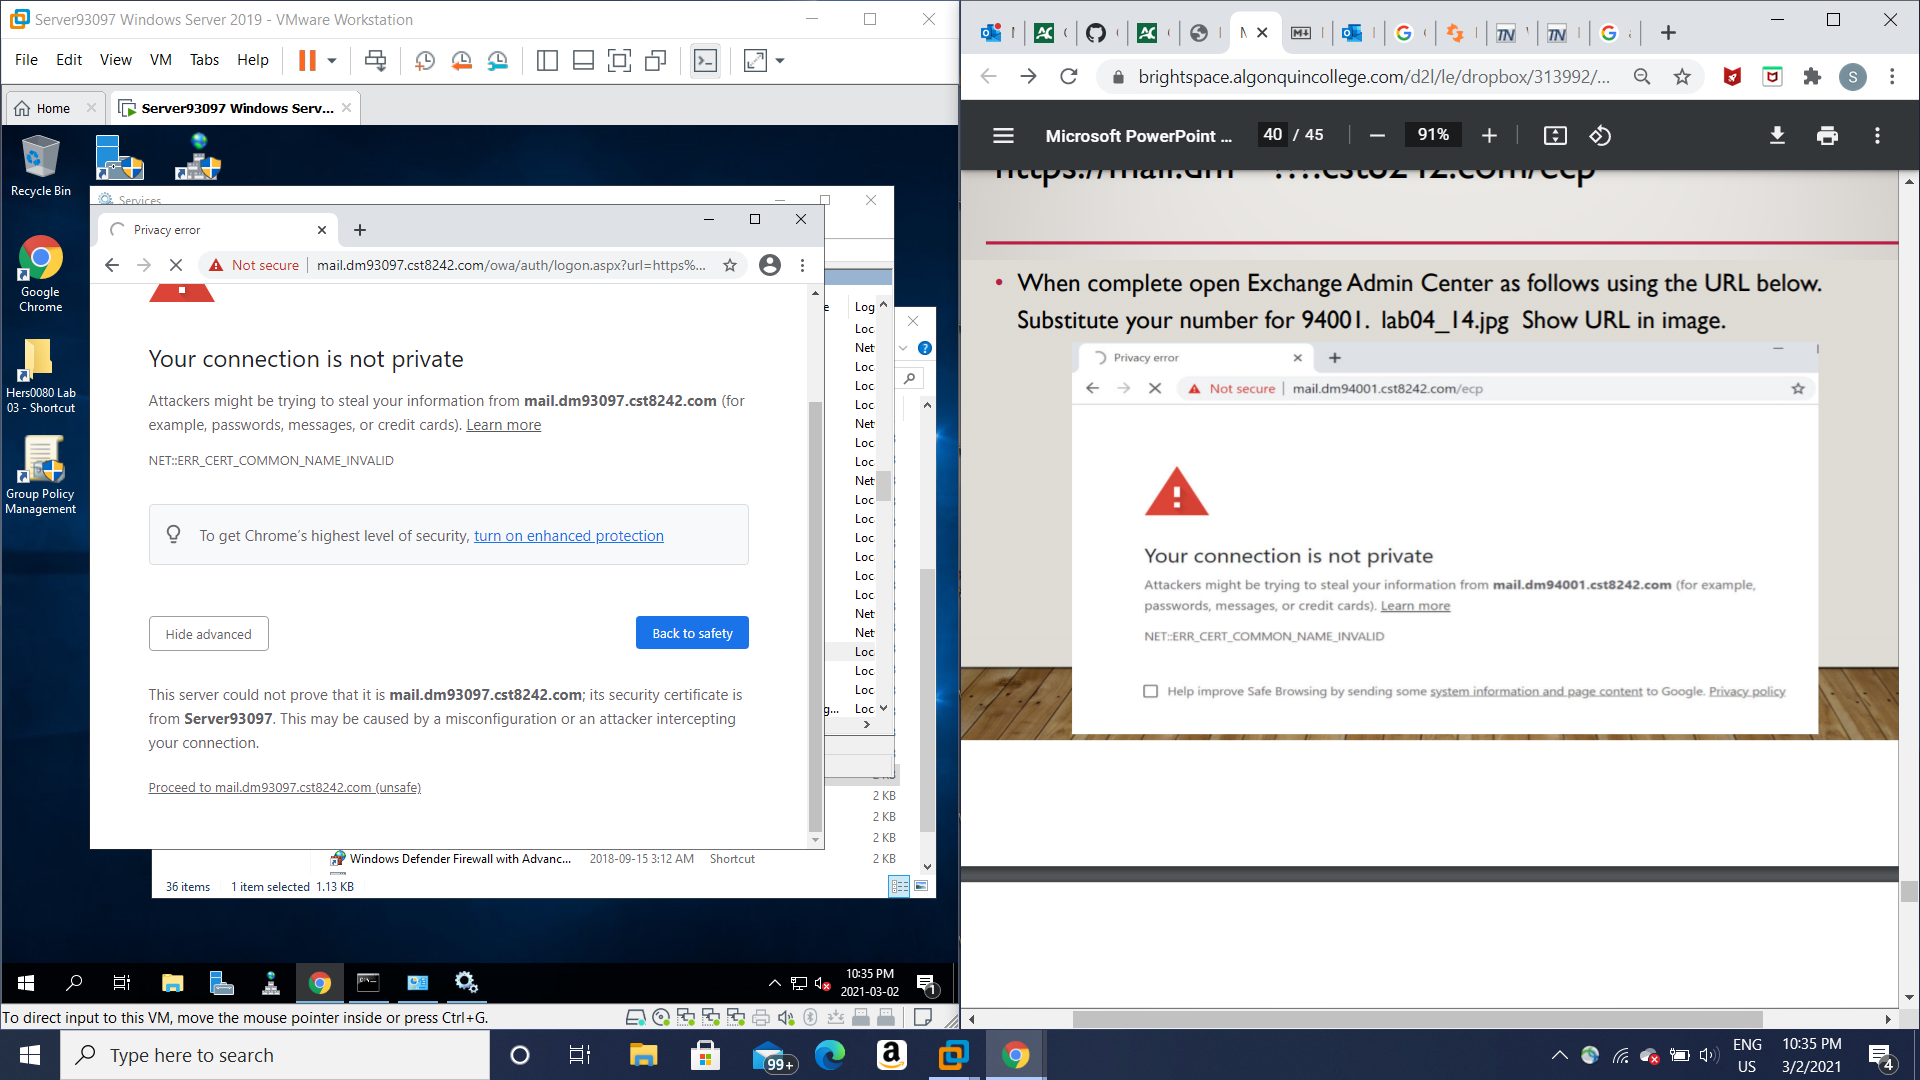 Server93097 Windows Server 2019 - VMware Workstation
File Edit View VM Tabs Help
Home
Server93097 Windows Serv...
Recycle Bin
Google
Chrome
Hers0080 Lab
03 - Shortcut
Group Policy
Management
Services
Privacy error
Not secure mail.dm93097.cst8242.com/owa/auth/logon.aspx?url=https%...
Your connection is not private
Attackers might be trying to steal your information from mail.dm93097.cst8242.com (for
example, passwords, messages, or credit cards). Learn more
NET::ERR_CERT_COMMON_NAME_INVALID
To get Chrome's highest level of security, turn on enhanced protection
Hide advanced
Back to safety
This server could not prove that it is mail.dm93097.cst8242.com; its security certificate is
from Server93097. This may be caused by a misconfiguration or an attacker intercepting
your connection.
Proceed to mail.dm93097.cst8242.com (unsafe)
e Log
Loc
Net
Loc
Loc
Loc
Net
Loc
Loc
Net
Loc
Loc
Loc
Loc
Loc
Loc
Net
Net
Loc
Loc
Loc
g... Loc
2 KB
2 KB
2 KB
Windows Defender Firewall with Advanc... 2018-09-15 3:12 AM Shortcut 2 KB
36 items 1 item selected 1.13 KB
10:35 PM
2021-03-02
1
To direct input to this VM, move the mouse pointer inside or press Ctrl+G.
brightspace.algonquincollege.com/d2l/le/dropbox/313992/...
S
Microsoft PowerPoint ... 40 / 45 91%
https://mail.dm ....cst8242.com/ecp
• When complete open Exchange Admin Center as follows using the URL below.
Substitute your number for 94001. lab04_14.jpg Show URL in image.
Privacy error
Not secure mail.dm94001.cst8242.com/ecp
Your connection is not private
Attackers might be trying to steal your information from mail.dm94001.cst8242.com (for example,
passwords, messages, or credit cards). Learn more
NET::ERR_CERT_COMMON_NAME_INVALID
Help improve Safe Browsing by sending some system information and page content to Google. Privacy policy
Type here to search
99+
ENG
US
10:35 PM
3/2/2021
4